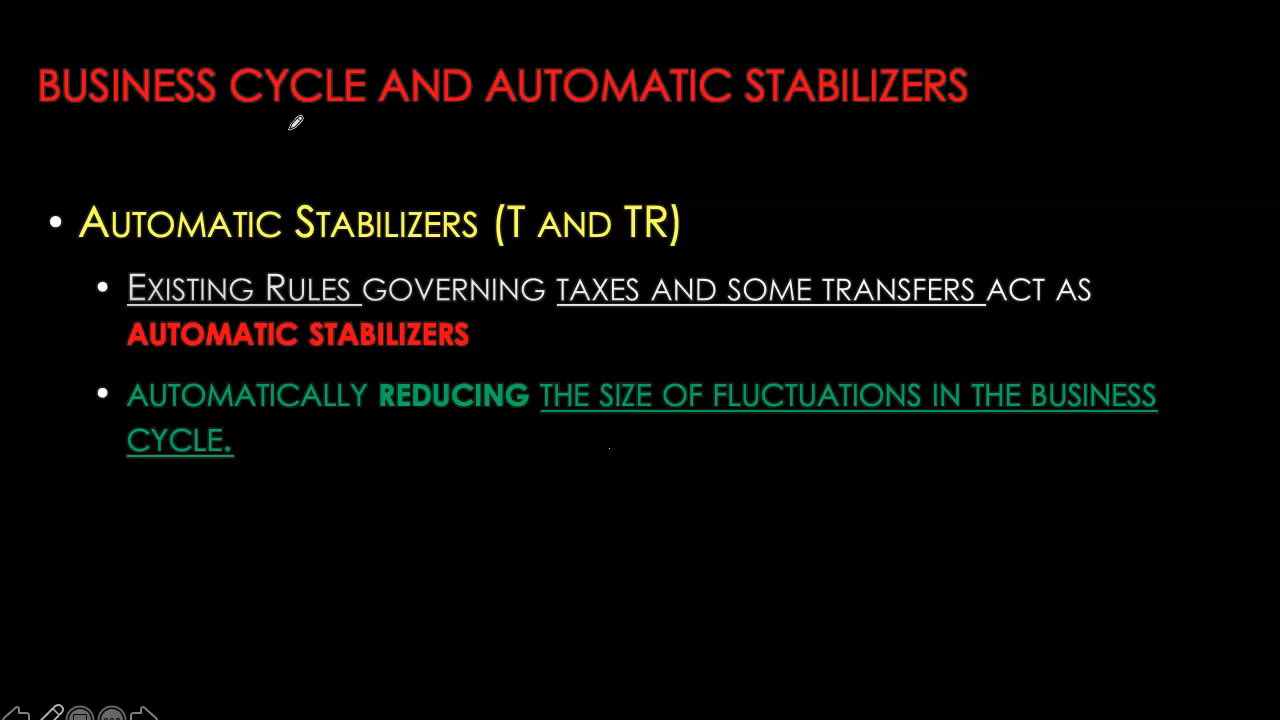 BUSINESS CYCLE AND AUTOMATIC STABILIZERS
• AUTOMATIC STABILIZERS (T AND TR)
• EXISTING RULES GOVERNING TAXES AND SOME TRANSFERS ACT AS
AUTOMATIC STABILIZERS
• AUTOMATICALLY REDUCING THE SIZE OF FLUCTUATIONS IN THE BUSINESS
CYCLE.